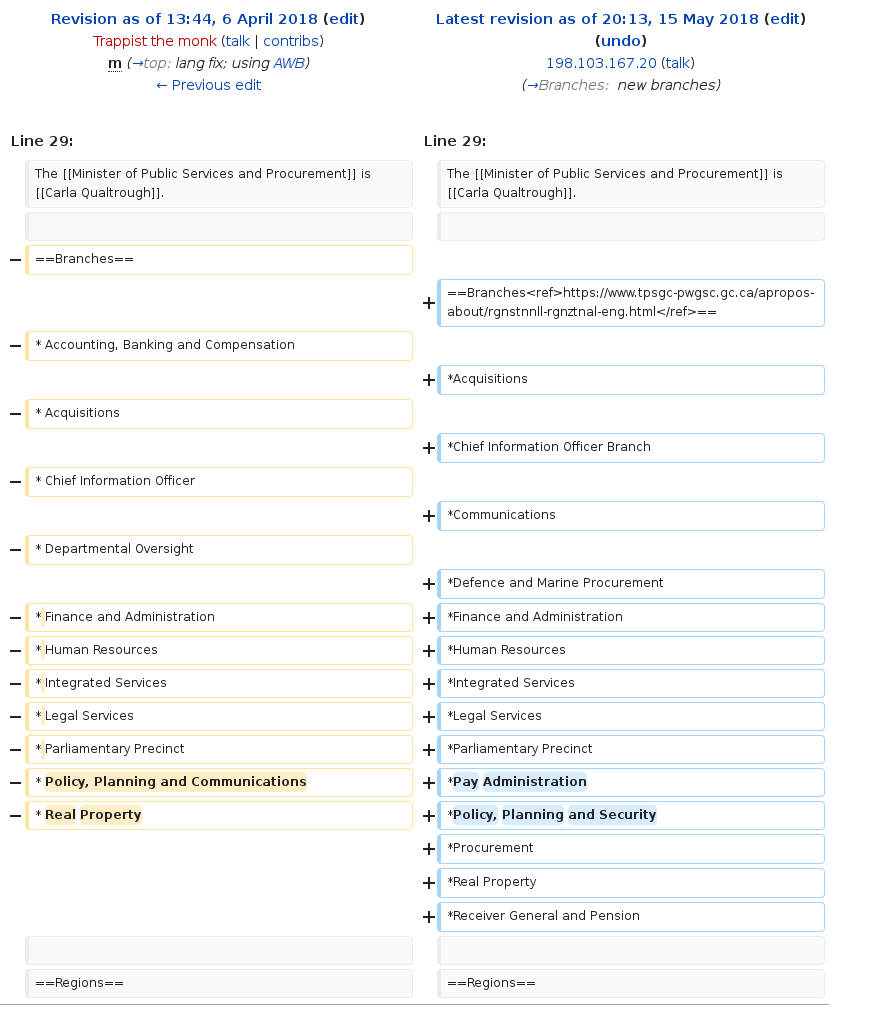 Revision as of 13:44, 6 April 2018 (edit)
Trappist the monk (talk | contribs)
m (→top: lang fix; using AWB)
← Previous edit
Latest revision as of 20:13, 15 May 2018 (edit)
(undo)
198.103.167.20 (talk)
(→Branches: new branches)
Line 29:
Line 29:
The [[Minister of Public Services and Procurement]] is
[[Carla Qualtrough]].
The [[Minister of Public Services and Procurement]] is
[[Carla Qualtrough]].
− ==Branches==
+ ==Branches<ref>https://www.tpsgc-pwgsc.gc.ca/apropos-
about/rgnstnnll-rgnztnal-eng.html</ref>==
− * Accounting, Banking and Compensation
+ *Acquisitions
− * Acquisitions
+ *Chief Information Officer Branch
− * Chief Information Officer
+ *Communications
− * Departmental Oversight
+ *Defence and Marine Procurement
− * Finance and Administration
+ *Finance and Administration
− * Human Resources
+ *Human Resources
− * Integrated Services
+ *Integrated Services
− * Legal Services
+ *Legal Services
− * Parliamentary Precinct
+ *Parliamentary Precinct
− * Policy, Planning and Communications
+ *Pay Administration
− * Real Property
+ *Policy, Planning and Security
+ *Procurement
+ *Real Property
+ *Receiver General and Pension
==Regions==
==Regions==